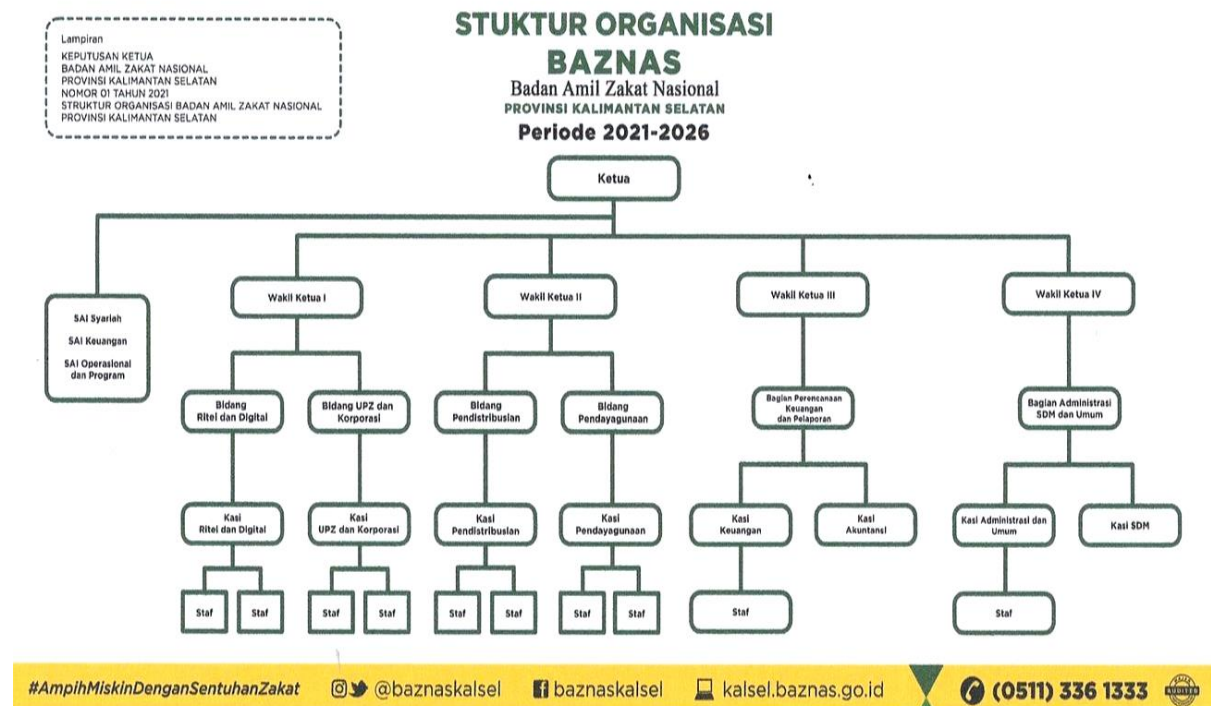 Lampiran
KEPUTUSAN KETUA
BADAN AMIL ZAKAT NASIONAL
PROVINSI KALIMANTAN SELATAN
NOMOR 01 TAHUN 2021
STRUKTUR ORGANISASI BADAN AMIL ZAKAT NASIONAL
PROVINSI KALIMANTAN SELATAN
STUKTUR ORGANISASI
BAZNAS
Badan Amil Zakat Nasional
PROVINSI KALIMANTAN SELATAN
Periode 2021-2026
Ketua
SAI Syariah
SAI Keuangan
SAI Operasional
dan Program
Wakil Ketua I
Wakil Ketua II
Wakil Ketua III
Wakil Ketua IV
Bidang
Ritel dan Digital
Bidang UPZ dan
Korporasi
Bidang
Pendistribusian
Bidang
Pendayagunaan
Bagian Perencanaan
Keuangan
dan Pelaporan
Bagian Administrasi
SDM dan Umum
Kasi
Ritel dan Digital
Kasi
UPZ dan Korporasi
Kasi
Pendistribusian
Kasi
Pendayagunaan
Kasi
Keuangan
Kasi
Akuntansi
Kasi Administrasi dan
Umum
Kasi SDM
Staf
Staf
Staf
Staf
Staf
Staf
Staf
Staf
Staf
Staf
#AmpihMiskinDenganSentuhanZakat
@baznaskalsel
baznaskalsel
kalsel.baznas.go.id
(0511) 336 1333
AUDITED